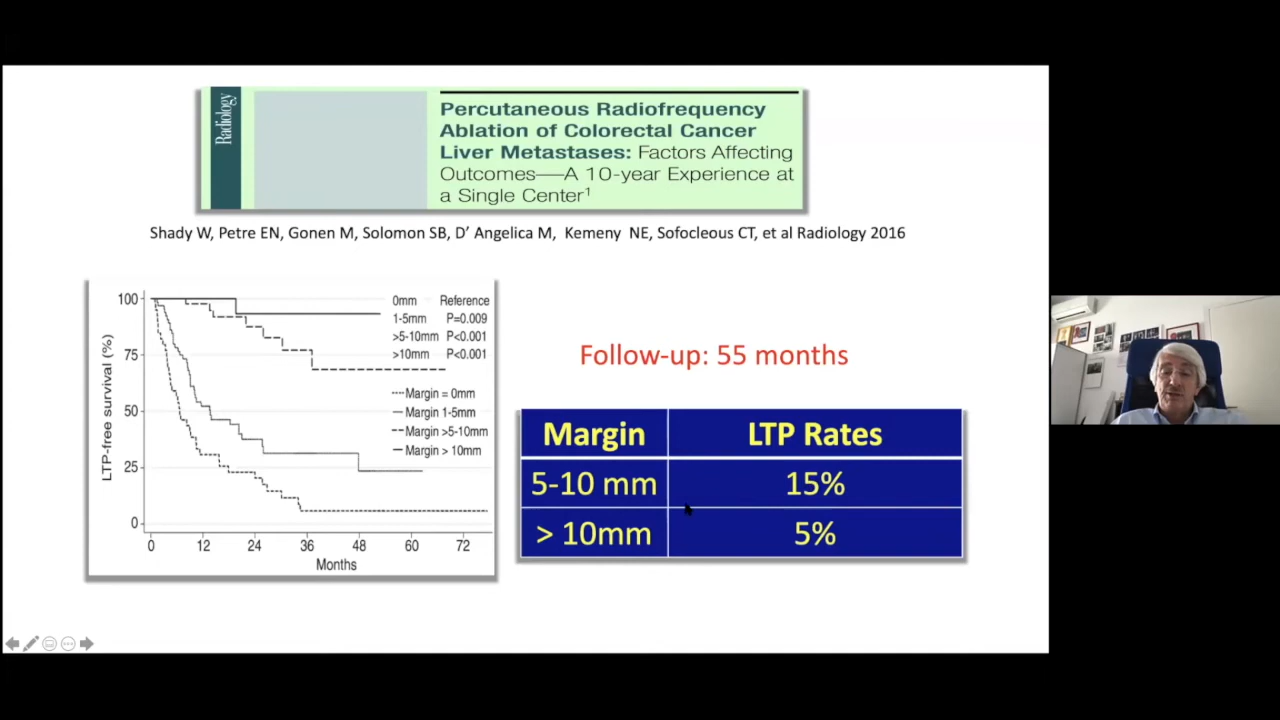 Radiology
Percutaneous Radiofrequency
Ablation of Colorectal Cancer
Liver Metastases: Factors Affecting
Outcomes—A 10-year Experience at
a Single Center1
Shady W, Petre EN, Gonen M, Solomon SB, D’ Angelica M, Kemeny NE, Sofocleous CT, et al Radiology 2016
LTP-free survival (%)
100
75
50
25
0
0mm Reference
1-5mm P=0.009
>5-10mm P<0.001
>10mm P<0.001
Margin = 0mm
Margin 1-5mm
Margin >5-10mm
Margin > 10mm
0 12 24 36 48 60 72
Months
Follow-up: 55 months
Margin LTP Rates
5-10 mm 15%
> 10mm 5%